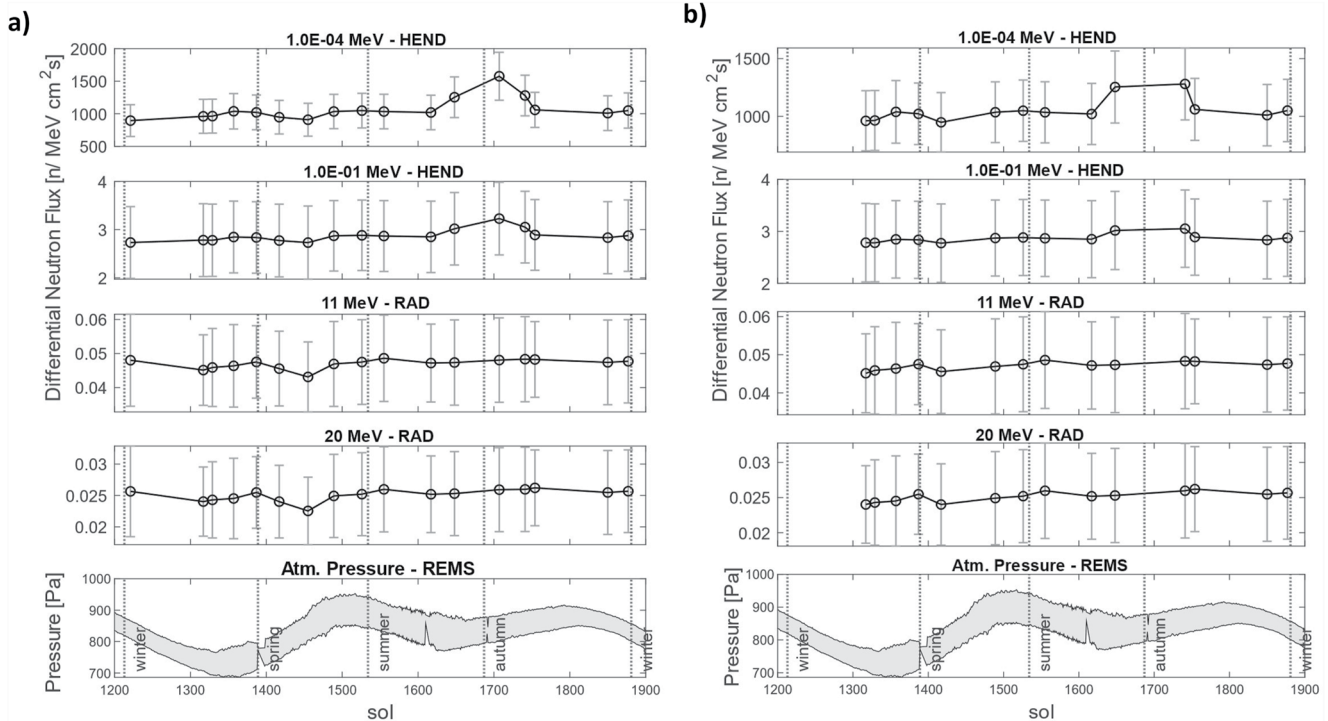 a)
1.0E-04 MeV - HEND
2000
1500
1000
500
1.0E-01 MeV - HEND
4
3
2
11 MeV - RAD
0.06
0.05
0.04
20 MeV - RAD
0.03
0.025
0.02
Differential Neutron Flux [n/ MeV cm²s]
Atm. Pressure - REMS
1000
900
800
700
Pressure [Pa]
winter
spring
summer
autumn
winter
1200 1300 1400 1500 1600 1700 1800 1900
sol
b)
1.0E-04 MeV - HEND
1500
1000
1.0E-01 MeV - HEND
4
3
2
11 MeV - RAD
0.06
0.05
0.04
20 MeV - RAD
0.03
0.025
0.02
Differential Neutron Flux [n/ MeV cm²s]
Atm. Pressure - REMS
1000
900
800
700
Pressure [Pa]
winter
spring
summer
autumn
winter
1200 1300 1400 1500 1600 1700 1800 1900
sol